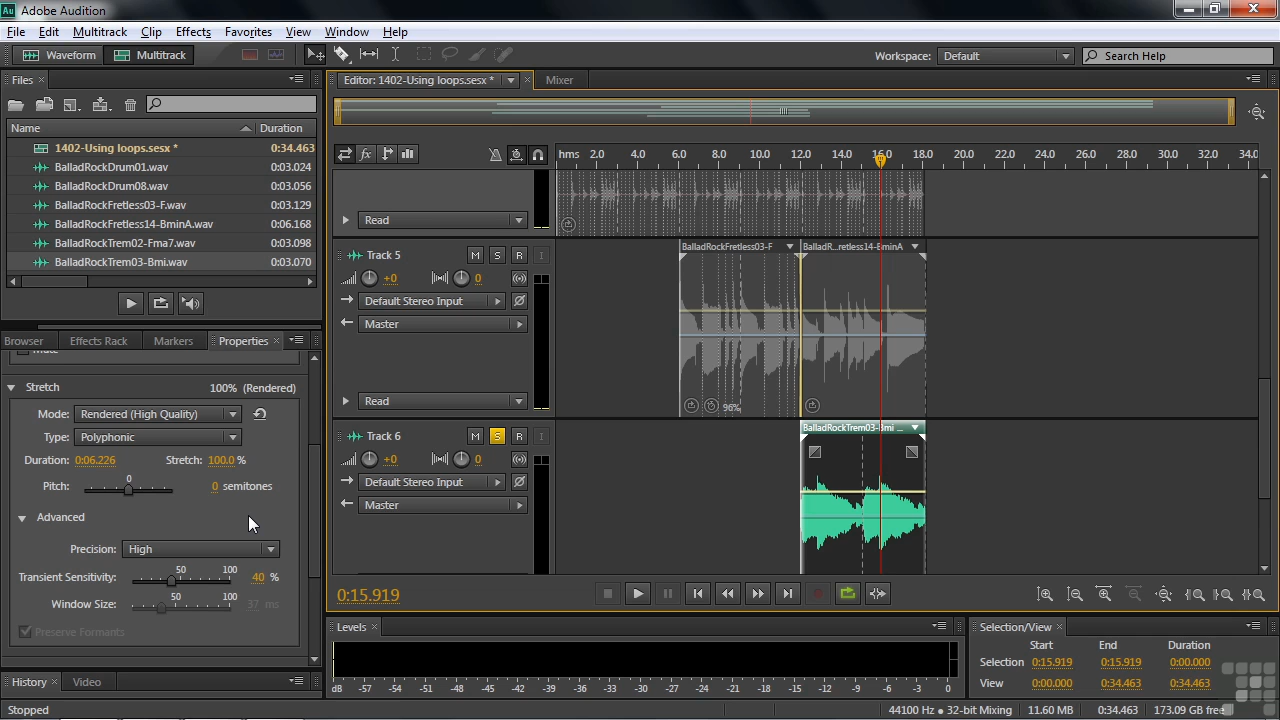 Au Adobe Audition
File Edit Multitrack Clip Effects Favorites View Window Help
Waveform Multitrack Workspace: Default Search Help
Files
Name Duration
1402-Using loops.sesx * 0:34.463
BalladRockDrum01.wav 0:03.024
BalladRockDrum08.wav 0:03.056
BalladRockFretless03-F.wav 0:03.129
BalladRockFretless14-BminA.wav 0:06.168
BalladRockTrem02-Fma7.wav 0:03.098
BalladRockTrem03-Bmi.wav 0:03.070
Browser Effects Rack Markers Properties
Mute
Stretch 100% (Rendered)
Mode: Rendered (High Quality)
Type: Polyphonic
Duration: 0:06.226 Stretch: 100.0 %
Pitch: 0 0 semitones
Advanced
Precision: High
Transient Sensitivity: 50 100 40 %
Window Size: 50 100 37 ms
Preserve Formants
History Video
Stopped
Editor: 1402-Using loops.sesx * Mixer
fx
hms 2.0 4.0 6.0 8.0 10.0 12.0 14.0 16.0 18.0 20.0 22.0 24.0 26.0 28.0 30.0 32.0 34.0
Read
Track 5 M S R I
+0 0
Default Stereo Input
Master
Read
BalladRockFretless03-F BalladR...retless14-BminA
96%
Track 6 M S R I
+0 0
Default Stereo Input
Master
BalladRockTrem03-Bmi ...
0:15.919
Levels
dB -57 -54 -51 -48 -45 -42 -39 -36 -33 -30 -27 -24 -21 -18 -15 -12 -9 -6 -3 0
Selection/View
Start End Duration
Selection 0:15.919 0:15.919 0:00.000
View 0:00.000 0:34.463 0:34.463
44100 Hz ● 32-bit Mixing 11.60 MB 0:34.463 173.09 GB free